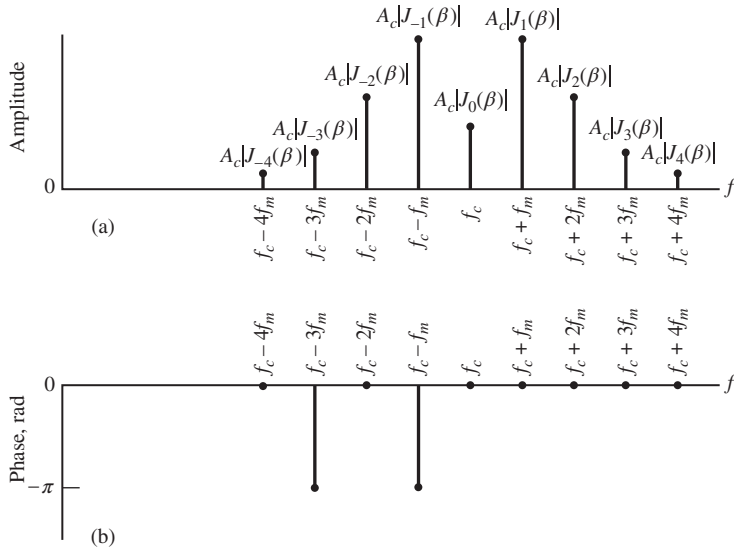 A_c|J_{-1}(β)|
A_c|J_1(β)|
A_c|J_{-2}(β)|
A_c|J_0(β)|
A_c|J_2(β)|
A_c|J_{-3}(β)|
A_c|J_3(β)|
A_c|J_{-4}(β)|
A_c|J_4(β)|
Amplitude
0
f
f_c − 4f_m
f_c − 3f_m
f_c − 2f_m
f_c − f_m
f_c
f_c + f_m
f_c + 2f_m
f_c + 3f_m
f_c + 4f_m
(a)
f_c − 4f_m
f_c − 3f_m
f_c − 2f_m
f_c − f_m
f_c
f_c + f_m
f_c + 2f_m
f_c + 3f_m
f_c + 4f_m
0
f
Phase, rad
−π
(b)